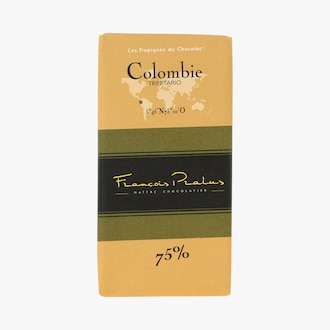 Les Tropiques du Chocolat
Colombie
TRINITARIO
François Pralus
MAÎTRE CHOCOLATIER
75%